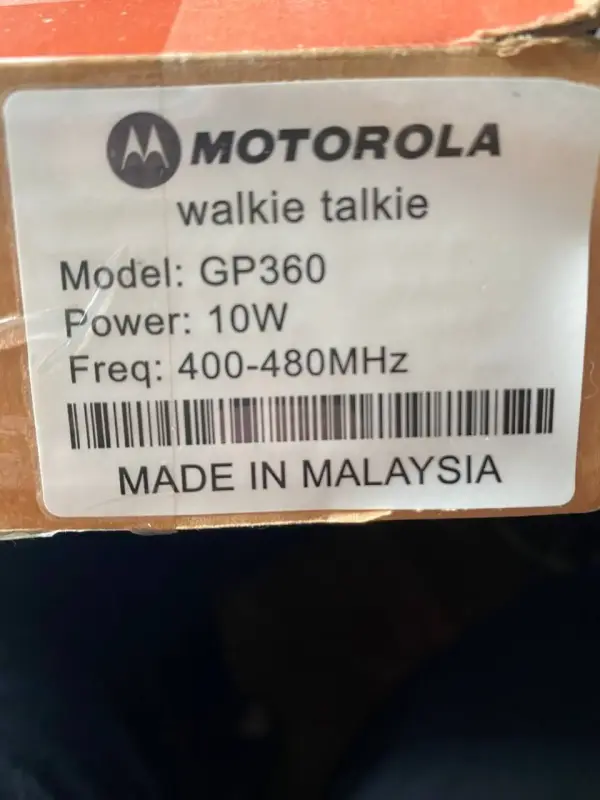 MOTOROLA
walkie talkie
Model: GP360
Power: 10W
Freq: 400-480MHz
MADE IN MALAYSIA